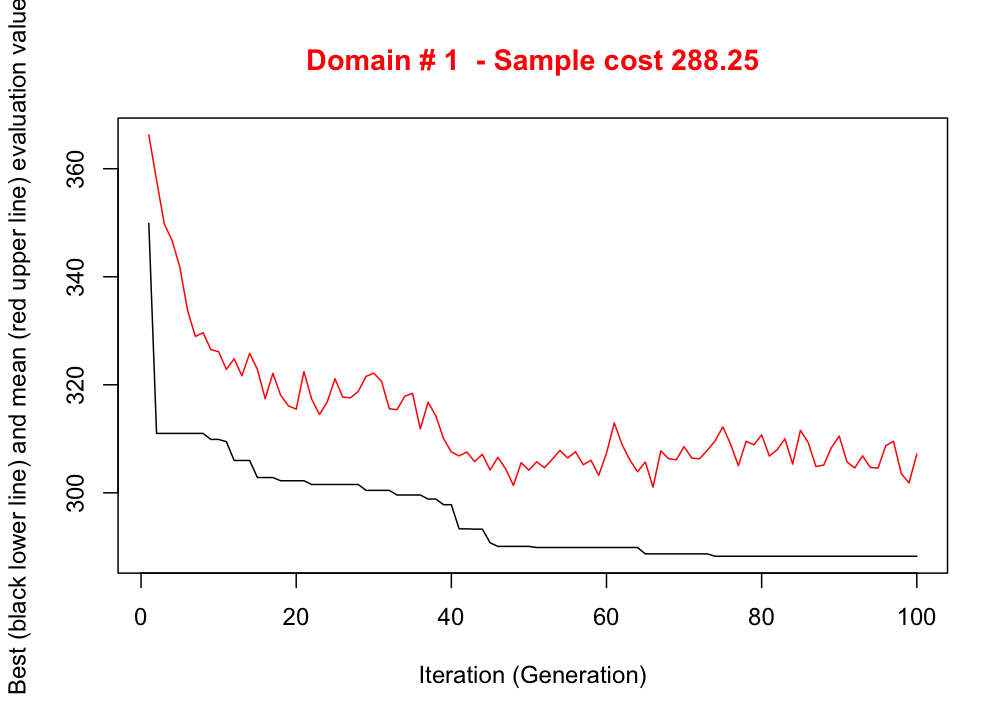 Domain # 1  - Sample cost 288.25
Best (black lower line) and mean (red upper line) evaluation value
360
340
320
300
0 20 40 60 80 100
Iteration (Generation)